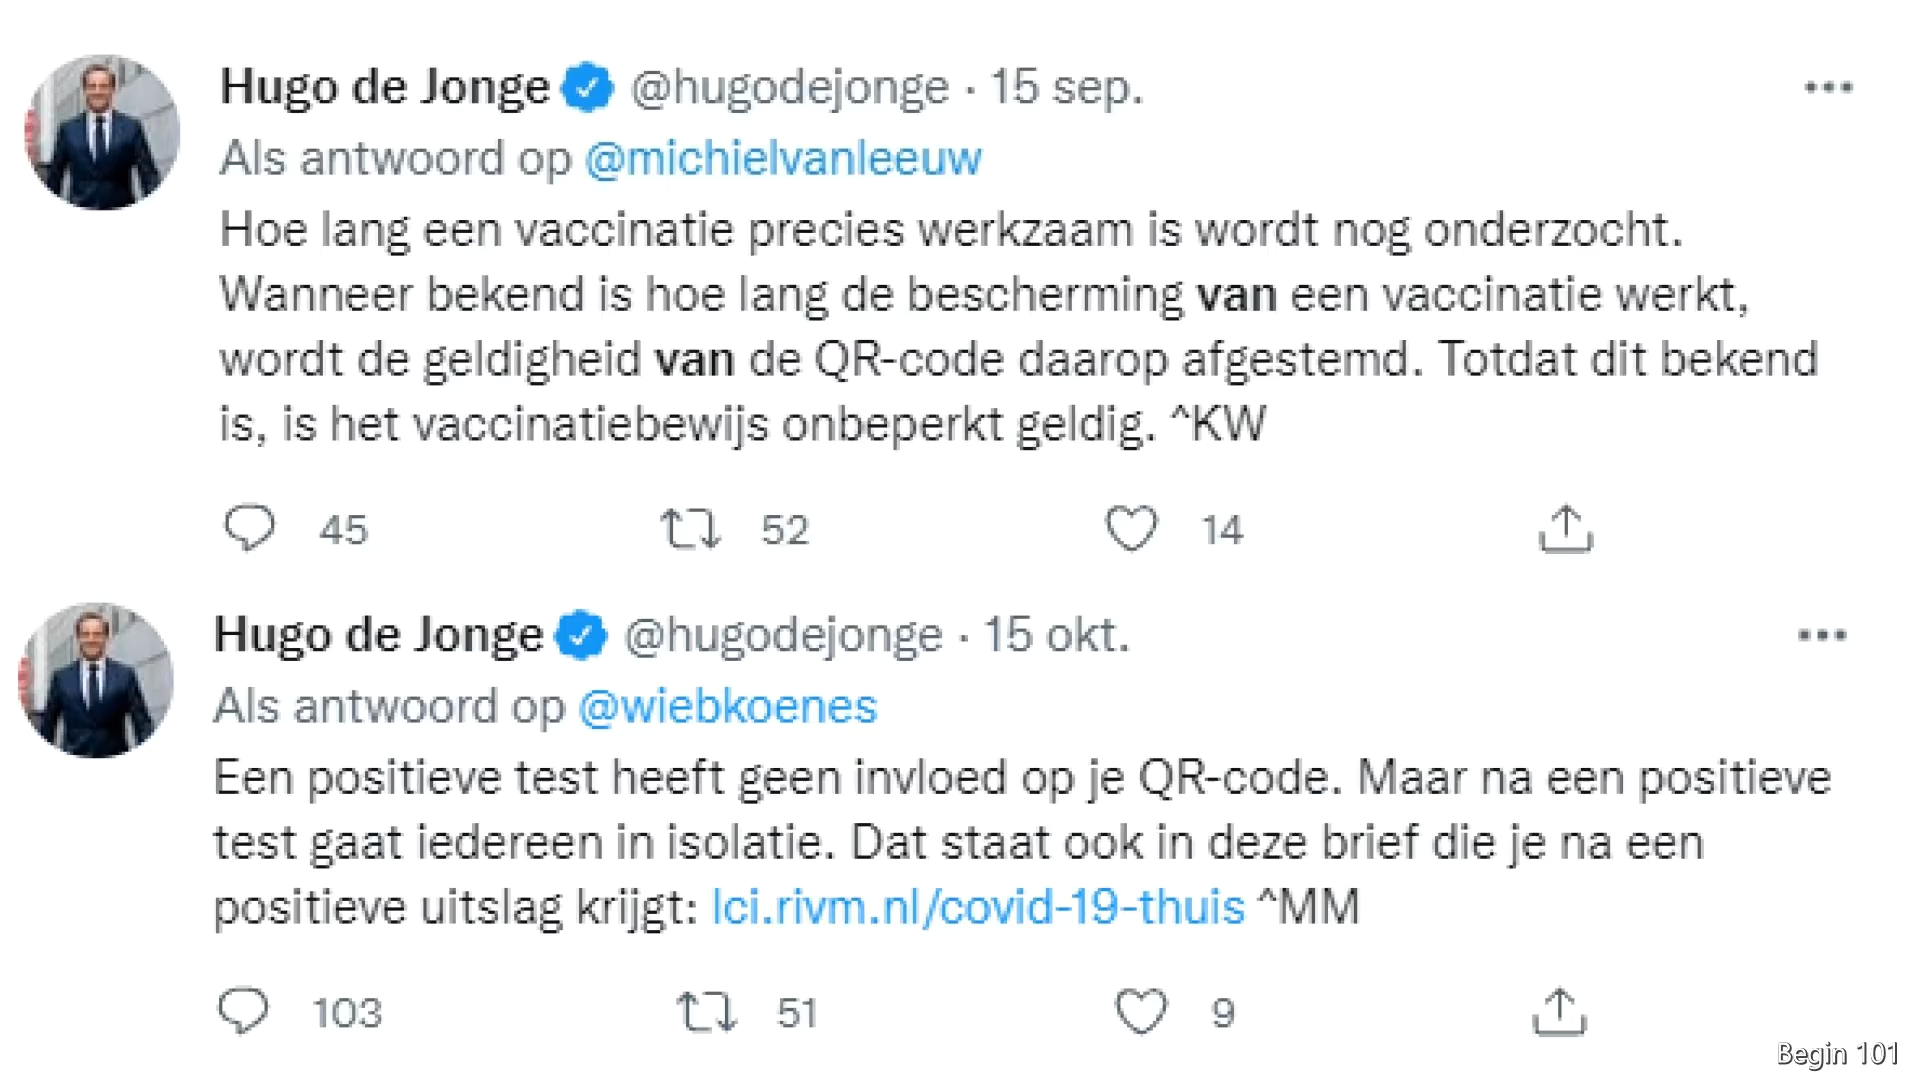 Hugo de Jonge @hugodejonge · 15 sep.
Als antwoord op @michielvanleeuw
Hoe lang een vaccinatie precies werkzaam is wordt nog onderzocht.
Wanneer bekend is hoe lang de bescherming van een vaccinatie werkt,
wordt de geldigheid van de QR-code daarop afgestemd. Totdat dit bekend
is, is het vaccinatiebewijs onbeperkt geldig. ^KW
45 52 14
Hugo de Jonge @hugodejonge · 15 okt.
Als antwoord op @wiebkoenes
Een positieve test heeft geen invloed op je QR-code. Maar na een positieve
test gaat iedereen in isolatie. Dat staat ook in deze brief die je na een
positieve uitslag krijgt: lci.rivm.nl/covid-19-thuis ^MM
103 51 9
Begin 101